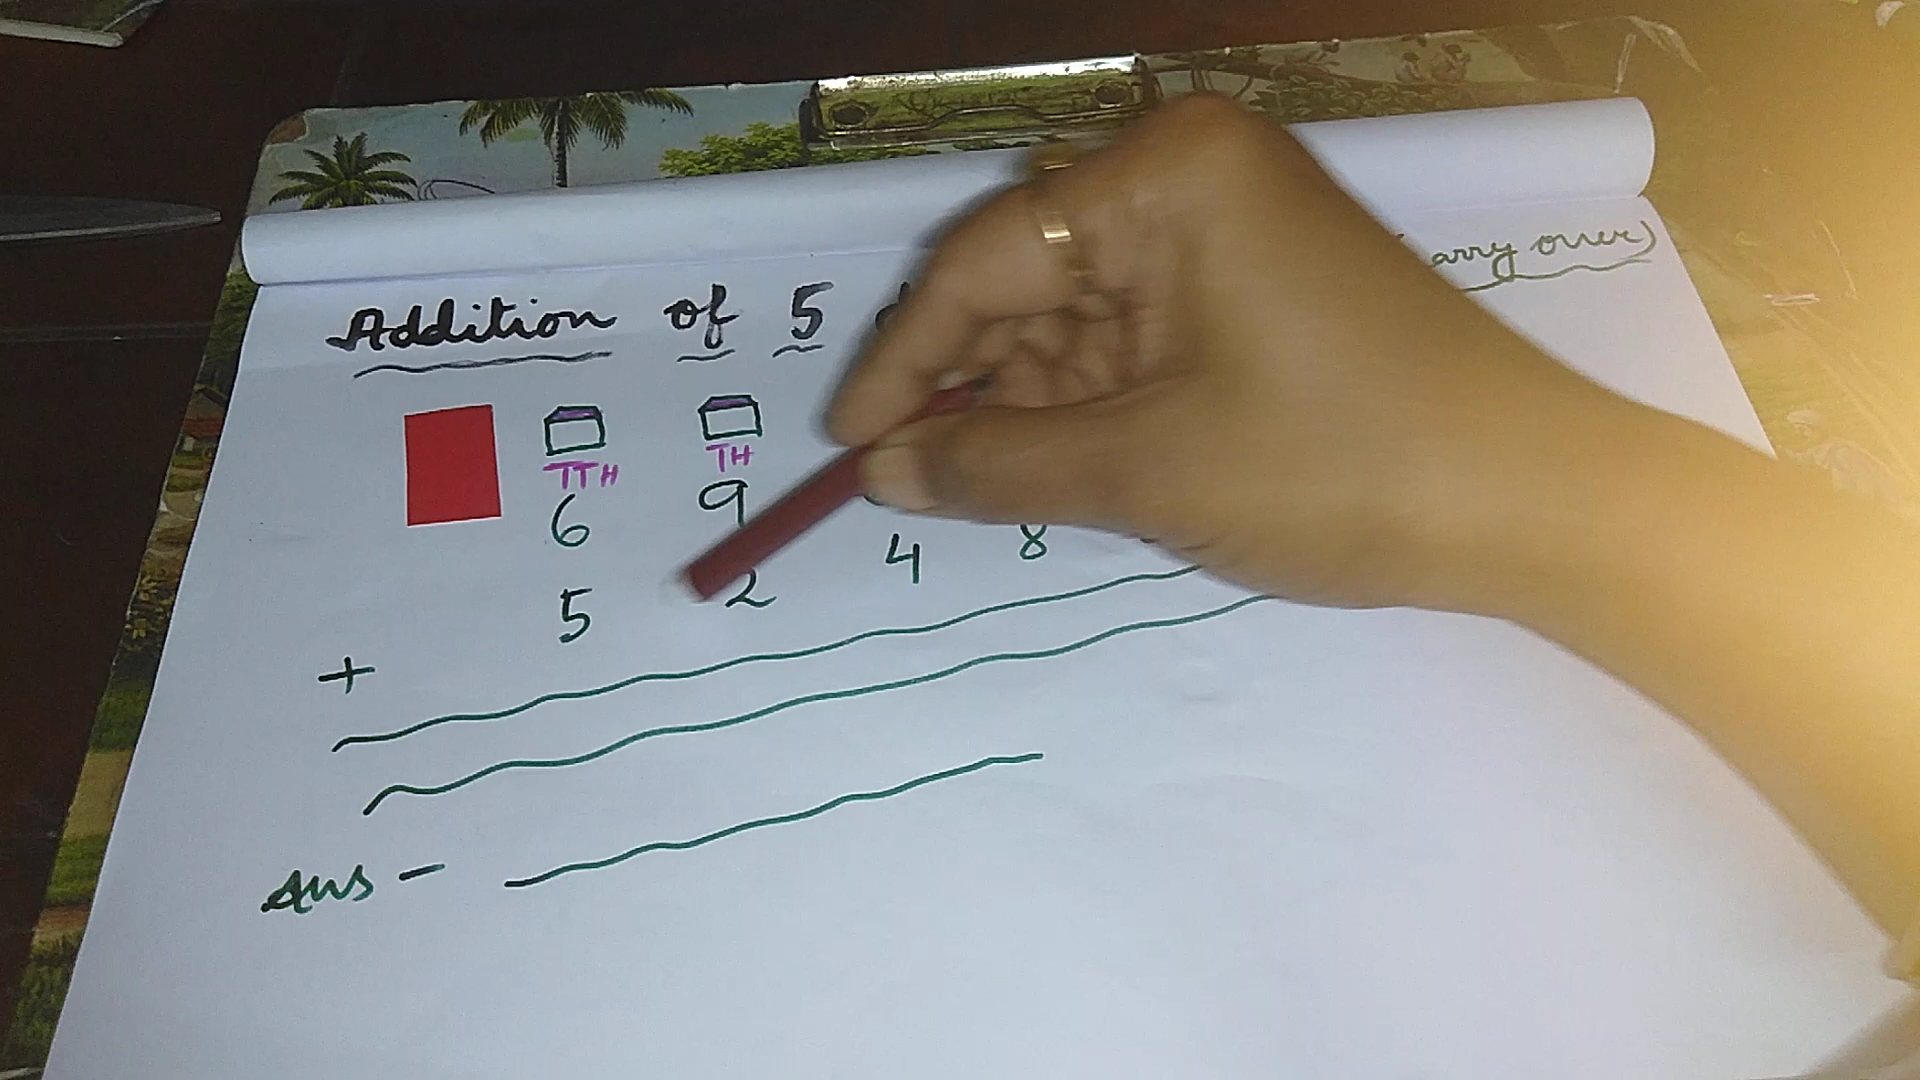 Addition of 5
arry over)
TTH TH
6 9
5 2 4 8
+
Ans -